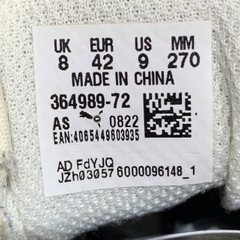 UK EUR US MM
8 42 9 270
MADE IN CHINA
364989-72
AS 0822
EAN:4065449603935
AD FdYJQ
JZh03057 6000096148_1